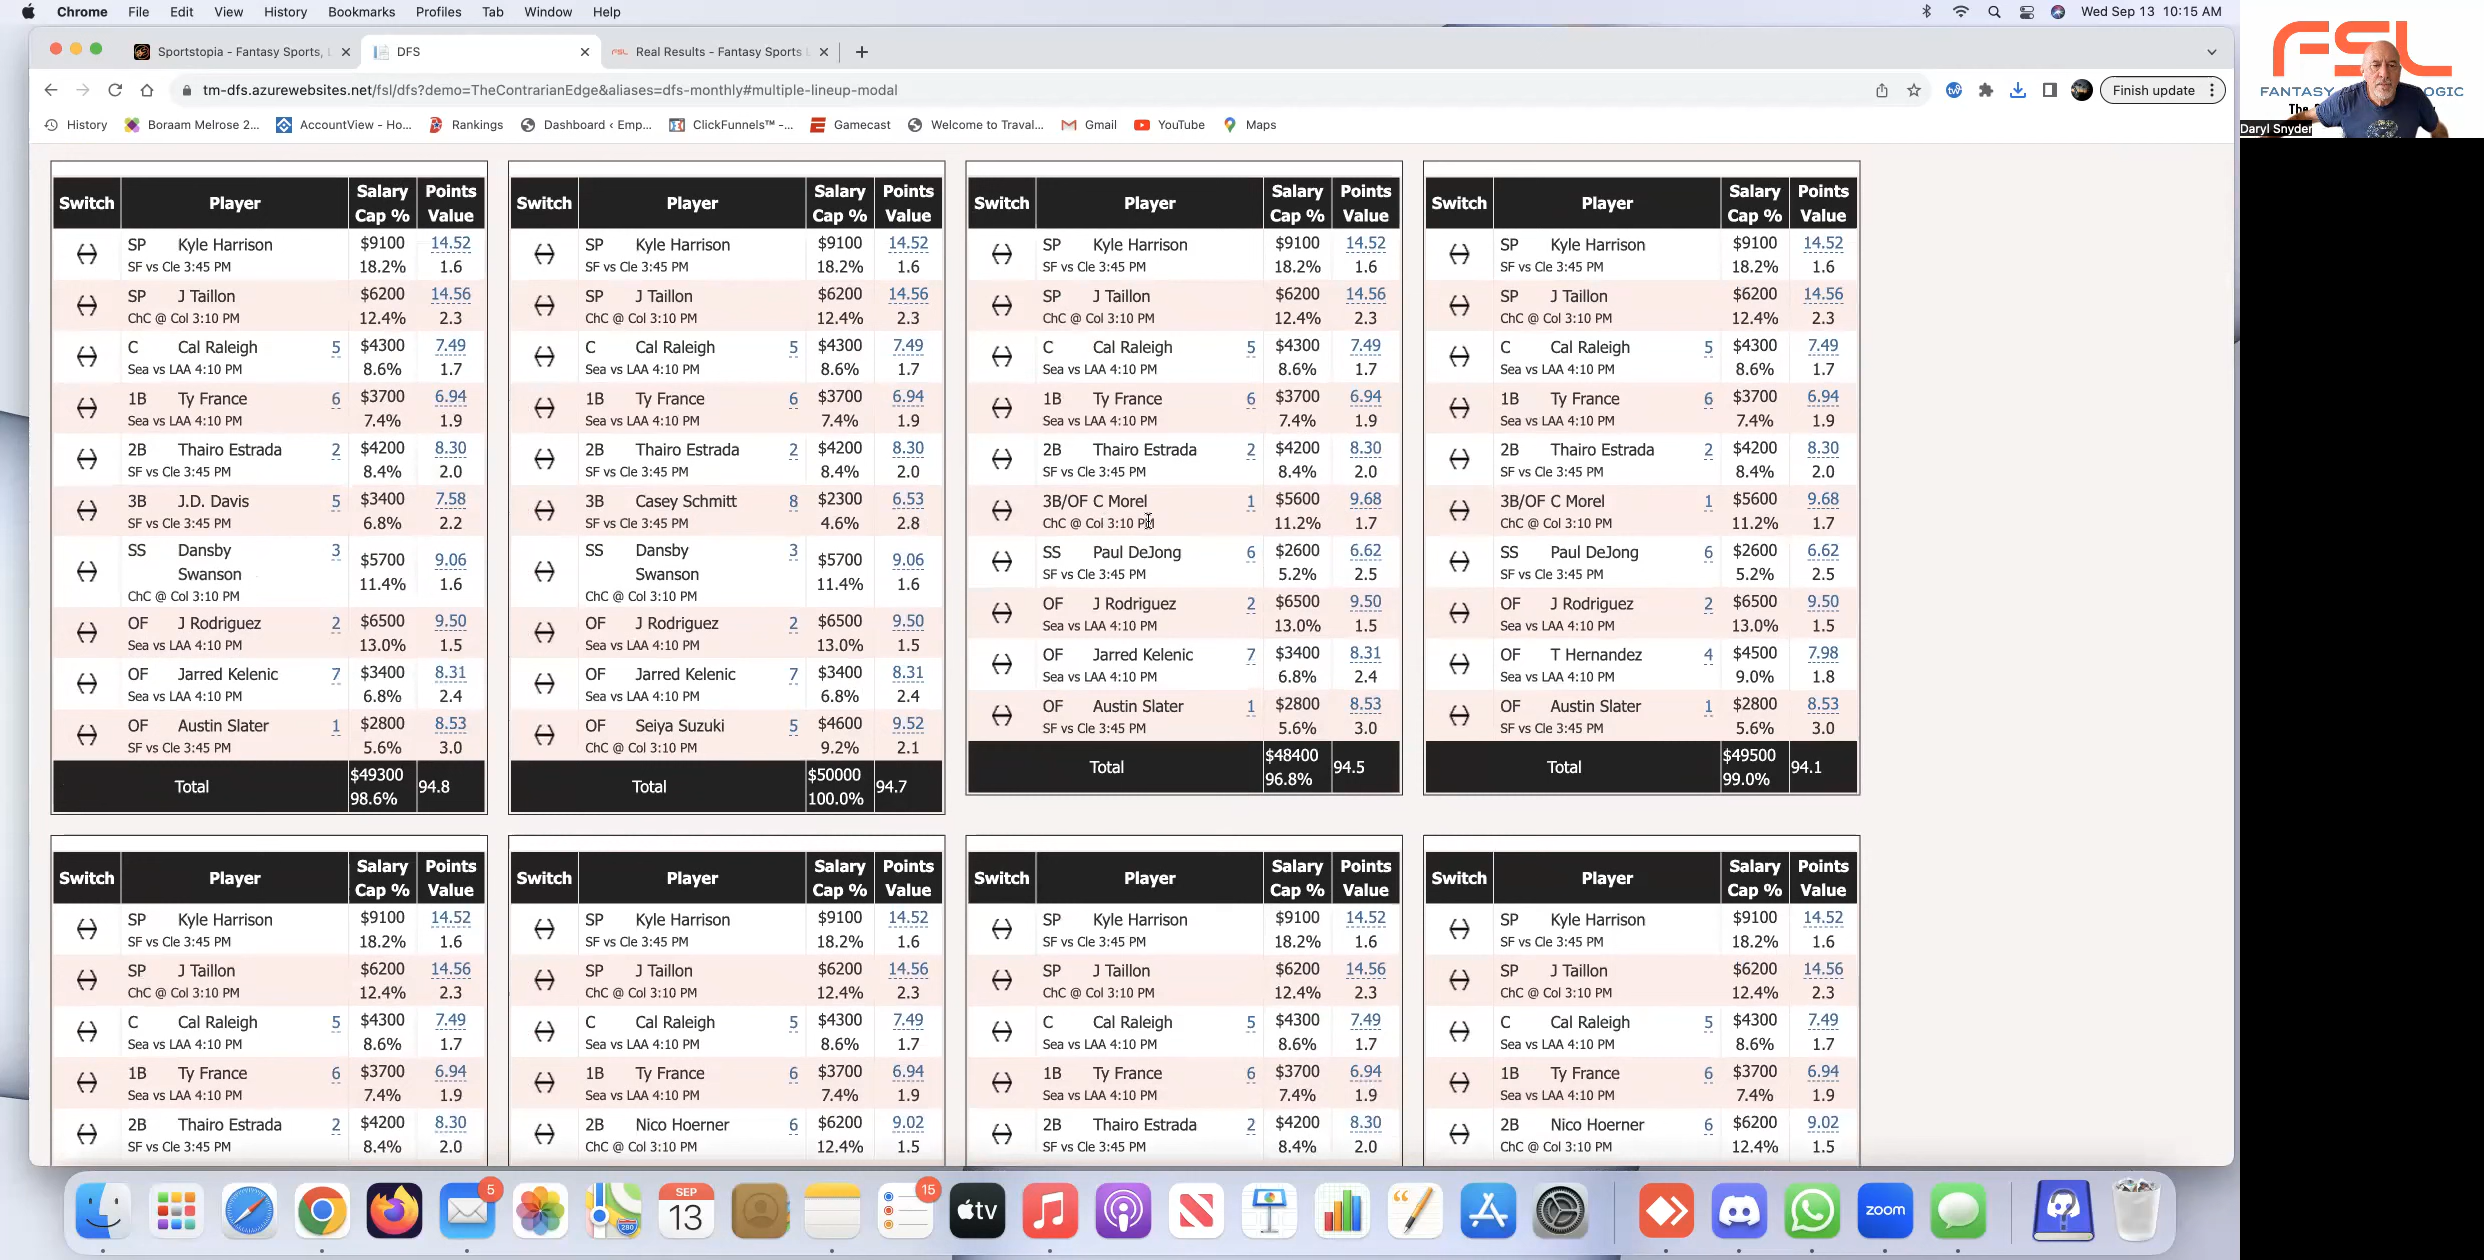 Chrome File Edit View History Bookmarks Profiles Tab Window Help
Wed Sep 13 10:15 AM
Sportstopia - Fantasy Sports,
DFS
Real Results - Fantasy Sports
tm-dfs.azurewebsites.net/fsl/dfs?demo=TheContrarianEdge&aliases=dfs-monthly#multiple-lineup-modal
Finish update
History Boraam Melrose 2... AccountView - Ho... Rankings Dashboard ‹ Emp... ClickFunnels™ -... Gamecast Welcome to Traval... Gmail YouTube Maps
FSL
Daryl Snyder
Switch Player Salary Cap % Points Value
SP Kyle Harrison $9100 14.52
SF vs Cle 3:45 PM 18.2% 1.6
SP J Taillon $6200 14.56
ChC @ Col 3:10 PM 12.4% 2.3
C Cal Raleigh 5 $4300 7.49
Sea vs LAA 4:10 PM 8.6% 1.7
1B Ty France 6 $3700 6.94
Sea vs LAA 4:10 PM 7.4% 1.9
2B Thairo Estrada 2 $4200 8.30
SF vs Cle 3:45 PM 8.4% 2.0
3B J.D. Davis 5 $3400 7.58
SF vs Cle 3:45 PM 6.8% 2.2
SS Dansby Swanson 3 $5700 9.06
ChC @ Col 3:10 PM 11.4% 1.6
OF J Rodriguez 2 $6500 9.50
Sea vs LAA 4:10 PM 13.0% 1.5
OF Jarred Kelenic 7 $3400 8.31
Sea vs LAA 4:10 PM 6.8% 2.4
OF Austin Slater 1 $2800 8.53
SF vs Cle 3:45 PM 5.6% 3.0
Total $49300 98.6% 94.8
Switch Player Salary Cap % Points Value
SP Kyle Harrison $9100 14.52
SF vs Cle 3:45 PM 18.2% 1.6
SP J Taillon $6200 14.56
ChC @ Col 3:10 PM 12.4% 2.3
C Cal Raleigh 5 $4300 7.49
Sea vs LAA 4:10 PM 8.6% 1.7
1B Ty France 6 $3700 6.94
Sea vs LAA 4:10 PM 7.4% 1.9
2B Thairo Estrada 2 $4200 8.30
SF vs Cle 3:45 PM 8.4% 2.0
3B Casey Schmitt 8 $2300 6.53
SF vs Cle 3:45 PM 4.6% 2.8
SS Dansby Swanson 3 $5700 9.06
ChC @ Col 3:10 PM 11.4% 1.6
OF J Rodriguez 2 $6500 9.50
Sea vs LAA 4:10 PM 13.0% 1.5
OF Jarred Kelenic 7 $3400 8.31
Sea vs LAA 4:10 PM 6.8% 2.4
OF Seiya Suzuki 5 $4600 9.52
ChC @ Col 3:10 PM 9.2% 2.1
Total $50000 100.0% 94.7
Switch Player Salary Cap % Points Value
SP Kyle Harrison $9100 14.52
SF vs Cle 3:45 PM 18.2% 1.6
SP J Taillon $6200 14.56
ChC @ Col 3:10 PM 12.4% 2.3
C Cal Raleigh 5 $4300 7.49
Sea vs LAA 4:10 PM 8.6% 1.7
1B Ty France 6 $3700 6.94
Sea vs LAA 4:10 PM 7.4% 1.9
2B Thairo Estrada 2 $4200 8.30
SF vs Cle 3:45 PM 8.4% 2.0
3B/OF C Morel 1 $5600 9.68
ChC @ Col 3:10 PM 11.2% 1.7
SS Paul DeJong 6 $2600 6.62
SF vs Cle 3:45 PM 5.2% 2.5
OF J Rodriguez 2 $6500 9.50
Sea vs LAA 4:10 PM 13.0% 1.5
OF Jarred Kelenic 7 $3400 8.31
Sea vs LAA 4:10 PM 6.8% 2.4
OF Austin Slater 1 $2800 8.53
SF vs Cle 3:45 PM 5.6% 3.0
Total $48400 96.8% 94.5
Switch Player Salary Cap % Points Value
SP Kyle Harrison $9100 14.52
SF vs Cle 3:45 PM 18.2% 1.6
SP J Taillon $6200 14.56
ChC @ Col 3:10 PM 12.4% 2.3
C Cal Raleigh 5 $4300 7.49
Sea vs LAA 4:10 PM 8.6% 1.7
1B Ty France 6 $3700 6.94
Sea vs LAA 4:10 PM 7.4% 1.9
2B Thairo Estrada 2 $4200 8.30
SF vs Cle 3:45 PM 8.4% 2.0
3B/OF C Morel 1 $5600 9.68
ChC @ Col 3:10 PM 11.2% 1.7
SS Paul DeJong 6 $2600 6.62
SF vs Cle 3:45 PM 5.2% 2.5
OF J Rodriguez 2 $6500 9.50
Sea vs LAA 4:10 PM 13.0% 1.5
OF T Hernandez 4 $4500 7.98
Sea vs LAA 4:10 PM 9.0% 1.8
OF Austin Slater 1 $2800 8.53
SF vs Cle 3:45 PM 5.6% 3.0
Total $49500 99.0% 94.1
Switch Player Salary Cap % Points Value
SP Kyle Harrison $9100 14.52
SF vs Cle 3:45 PM 18.2% 1.6
SP J Taillon $6200 14.56
ChC @ Col 3:10 PM 12.4% 2.3
C Cal Raleigh 5 $4300 7.49
Sea vs LAA 4:10 PM 8.6% 1.7
1B Ty France 6 $3700 6.94
Sea vs LAA 4:10 PM 7.4% 1.9
2B Thairo Estrada 2 $4200 8.30
SF vs Cle 3:45 PM 8.4% 2.0
Switch Player Salary Cap % Points Value
SP Kyle Harrison $9100 14.52
SF vs Cle 3:45 PM 18.2% 1.6
SP J Taillon $6200 14.56
ChC @ Col 3:10 PM 12.4% 2.3
C Cal Raleigh 5 $4300 7.49
Sea vs LAA 4:10 PM 8.6% 1.7
1B Ty France 6 $3700 6.94
Sea vs LAA 4:10 PM 7.4% 1.9
2B Nico Hoerner 6 $6200 9.02
ChC @ Col 3:10 PM 12.4% 1.5
Switch Player Salary Cap % Points Value
SP Kyle Harrison $9100 14.52
SF vs Cle 3:45 PM 18.2% 1.6
SP J Taillon $6200 14.56
ChC @ Col 3:10 PM 12.4% 2.3
C Cal Raleigh 5 $4300 7.49
Sea vs LAA 4:10 PM 8.6% 1.7
1B Ty France 6 $3700 6.94
Sea vs LAA 4:10 PM 7.4% 1.9
2B Thairo Estrada 2 $4200 8.30
SF vs Cle 3:45 PM 8.4% 2.0
Switch Player Salary Cap % Points Value
SP Kyle Harrison $9100 14.52
SF vs Cle 3:45 PM 18.2% 1.6
SP J Taillon $6200 14.56
ChC @ Col 3:10 PM 12.4% 2.3
C Cal Raleigh 5 $4300 7.49
Sea vs LAA 4:10 PM 8.6% 1.7
1B Ty France 6 $3700 6.94
Sea vs LAA 4:10 PM 7.4% 1.9
2B Nico Hoerner 6 $6200 9.02
ChC @ Col 3:10 PM 12.4% 1.5
5
SEP
13
15
tv
zoom
280